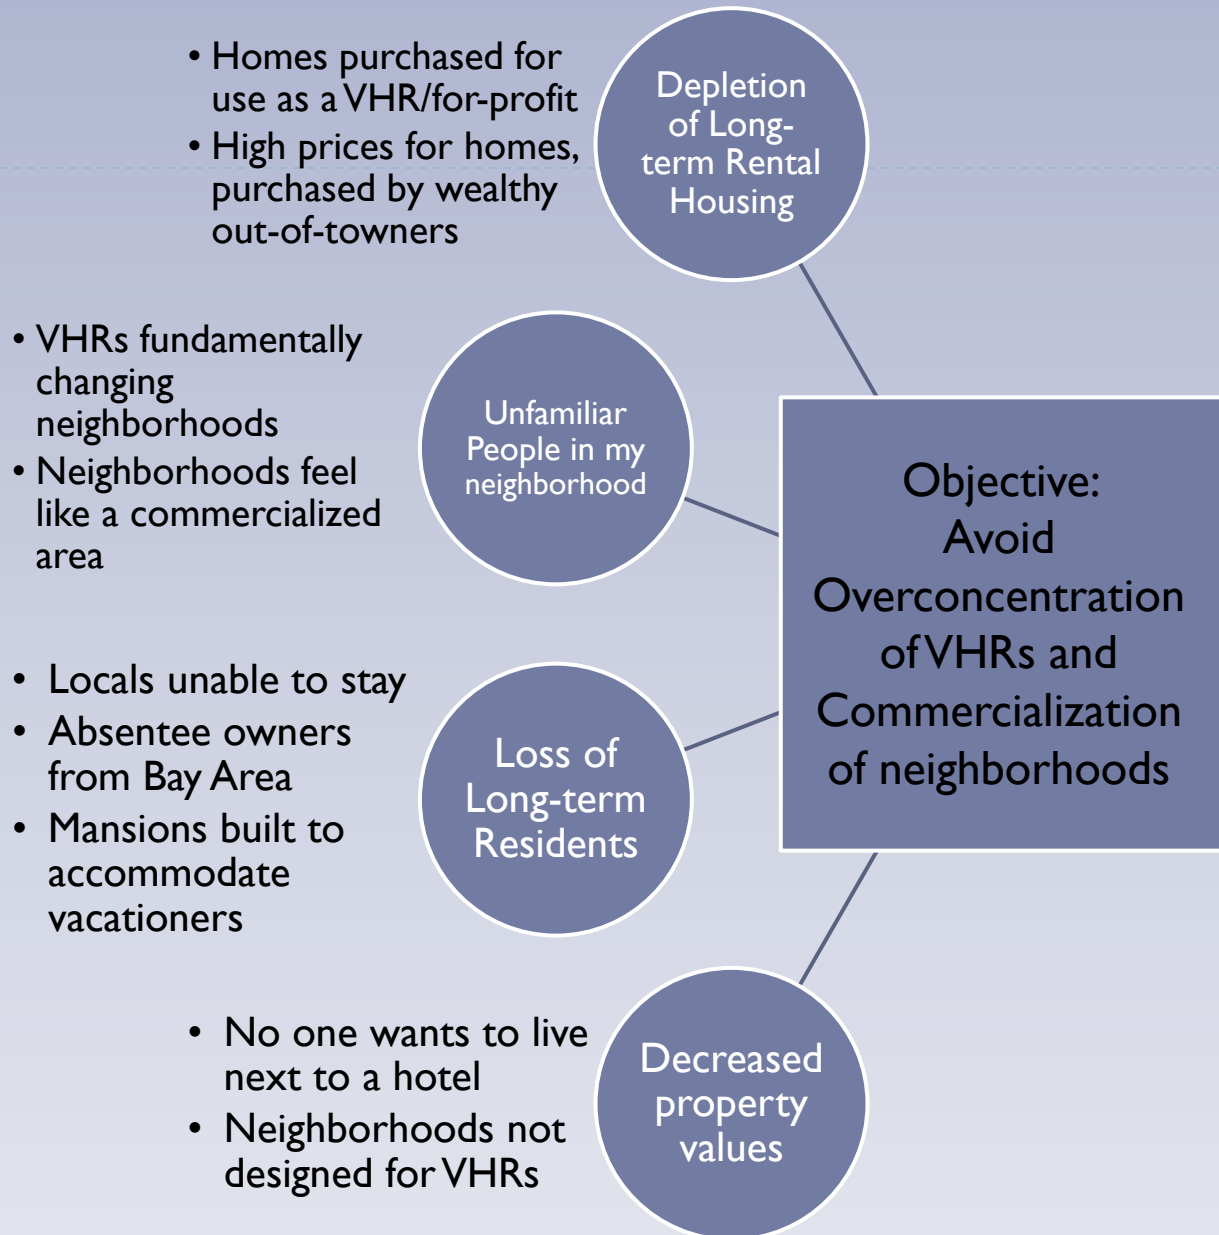 • Homes purchased for
use as a VHR/for-profit
• High prices for homes,
purchased by wealthy
out-of-towners
Depletion
of Long-
term Rental
Housing
• VHRs fundamentally
changing
neighborhoods
• Neighborhoods feel
like a commercialized
area
Unfamiliar
People in my
neighborhood
• Locals unable to stay
• Absentee owners
from Bay Area
• Mansions built to
accommodate
vacationers
Loss of
Long-term
Residents
• No one wants to live
next to a hotel
• Neighborhoods not
designed for VHRs
Decreased
property
values
Objective:
Avoid
Overconcentration
of VHRs and
Commercialization
of neighborhoods